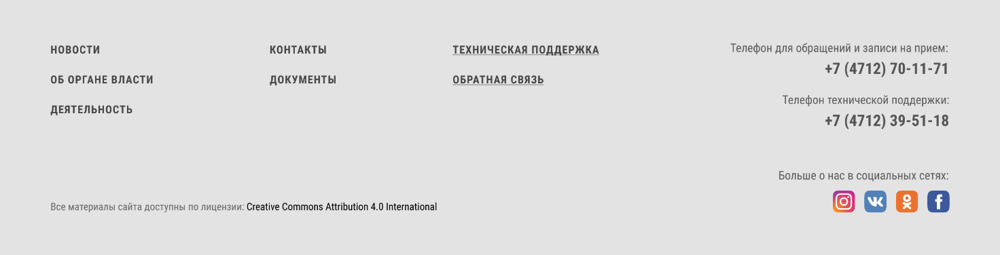 НОВОСТИ
ОБ ОРГАНЕ ВЛАСТИ
ДЕЯТЕЛЬНОСТЬ
КОНТАКТЫ
ДОКУМЕНТЫ
ТЕХНИЧЕСКАЯ ПОДДЕРЖКА
ОБРАТНАЯ СВЯЗЬ
Телефон для обращений и записи на прием:
+7 (4712) 70-11-71
Телефон технической поддержки:
+7 (4712) 39-51-18
Больше о нас в социальных сетях:
Все материалы сайта доступны по лицензии: Creative Commons Attribution 4.0 International